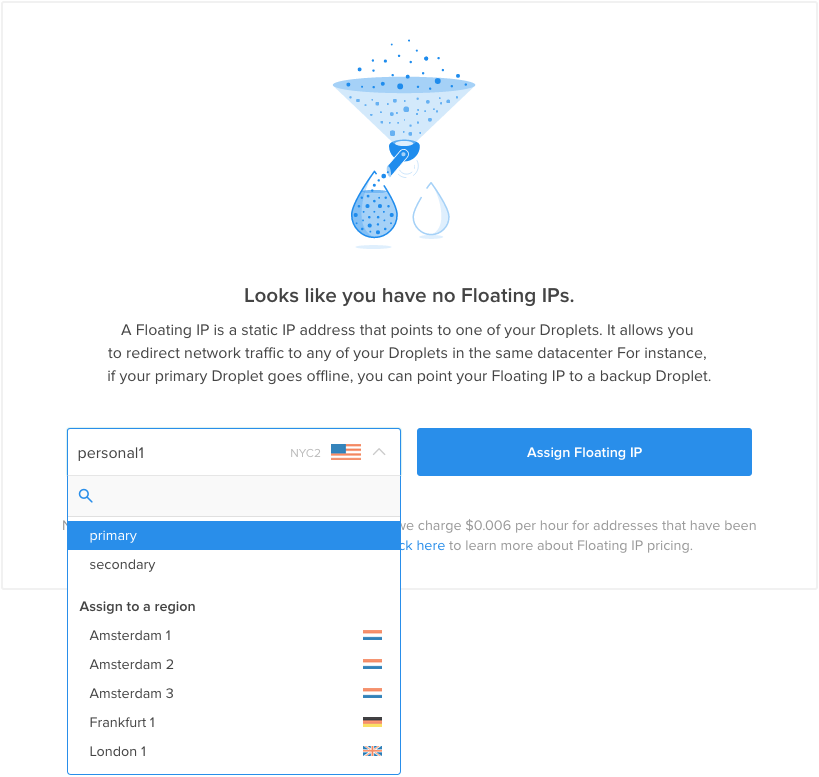 Looks like you have no Floating IPs.
A Floating IP is a static IP address that points to one of your Droplets. It allows you
to redirect network traffic to any of your Droplets in the same datacenter For instance,
if your primary Droplet goes offline, you can point your Floating IP to a backup Droplet.
personal1 NYC2
Assign Floating IP
charge $0.006 per hour for addresses that have been
here to learn more about Floating IP pricing.
primary
secondary
Assign to a region
Amsterdam 1
Amsterdam 2
Amsterdam 3
Frankfurt 1
London 1